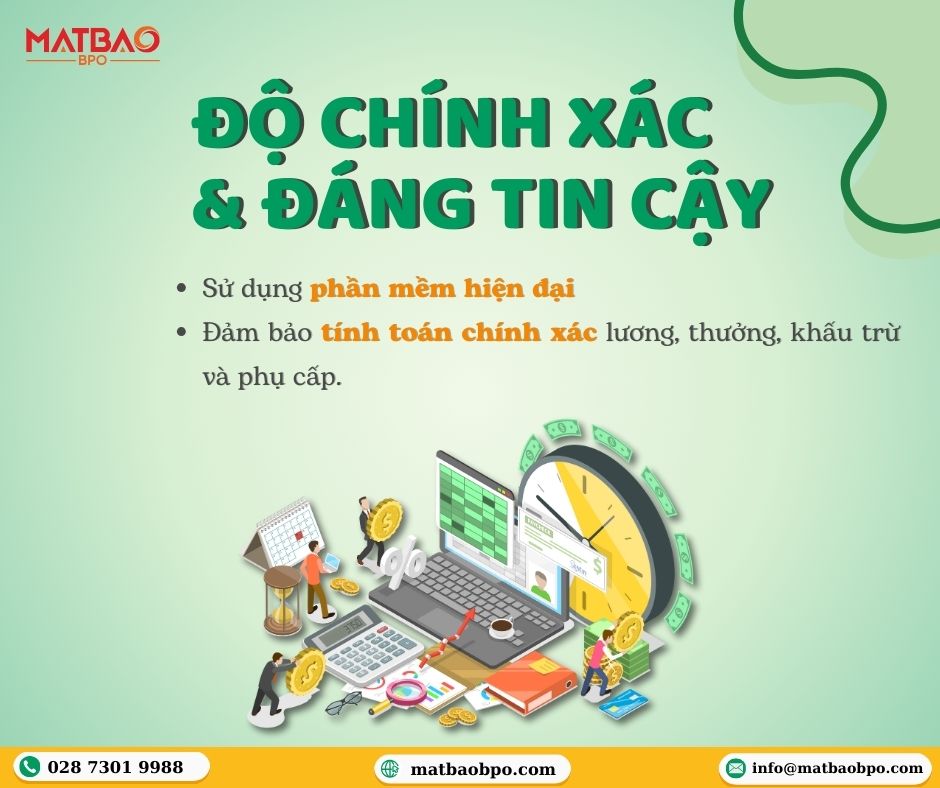 MATBAO
BPO
ĐỘ CHÍNH XÁC
& ĐÁNG TIN CẬY
• Sử dụng phần mềm hiện đại
• Đảm bảo tính toán chính xác lương, thưởng, khấu trừ
và phụ cấp.
028 7301 9988
matbaobpo.com
info@matbaobpo.com